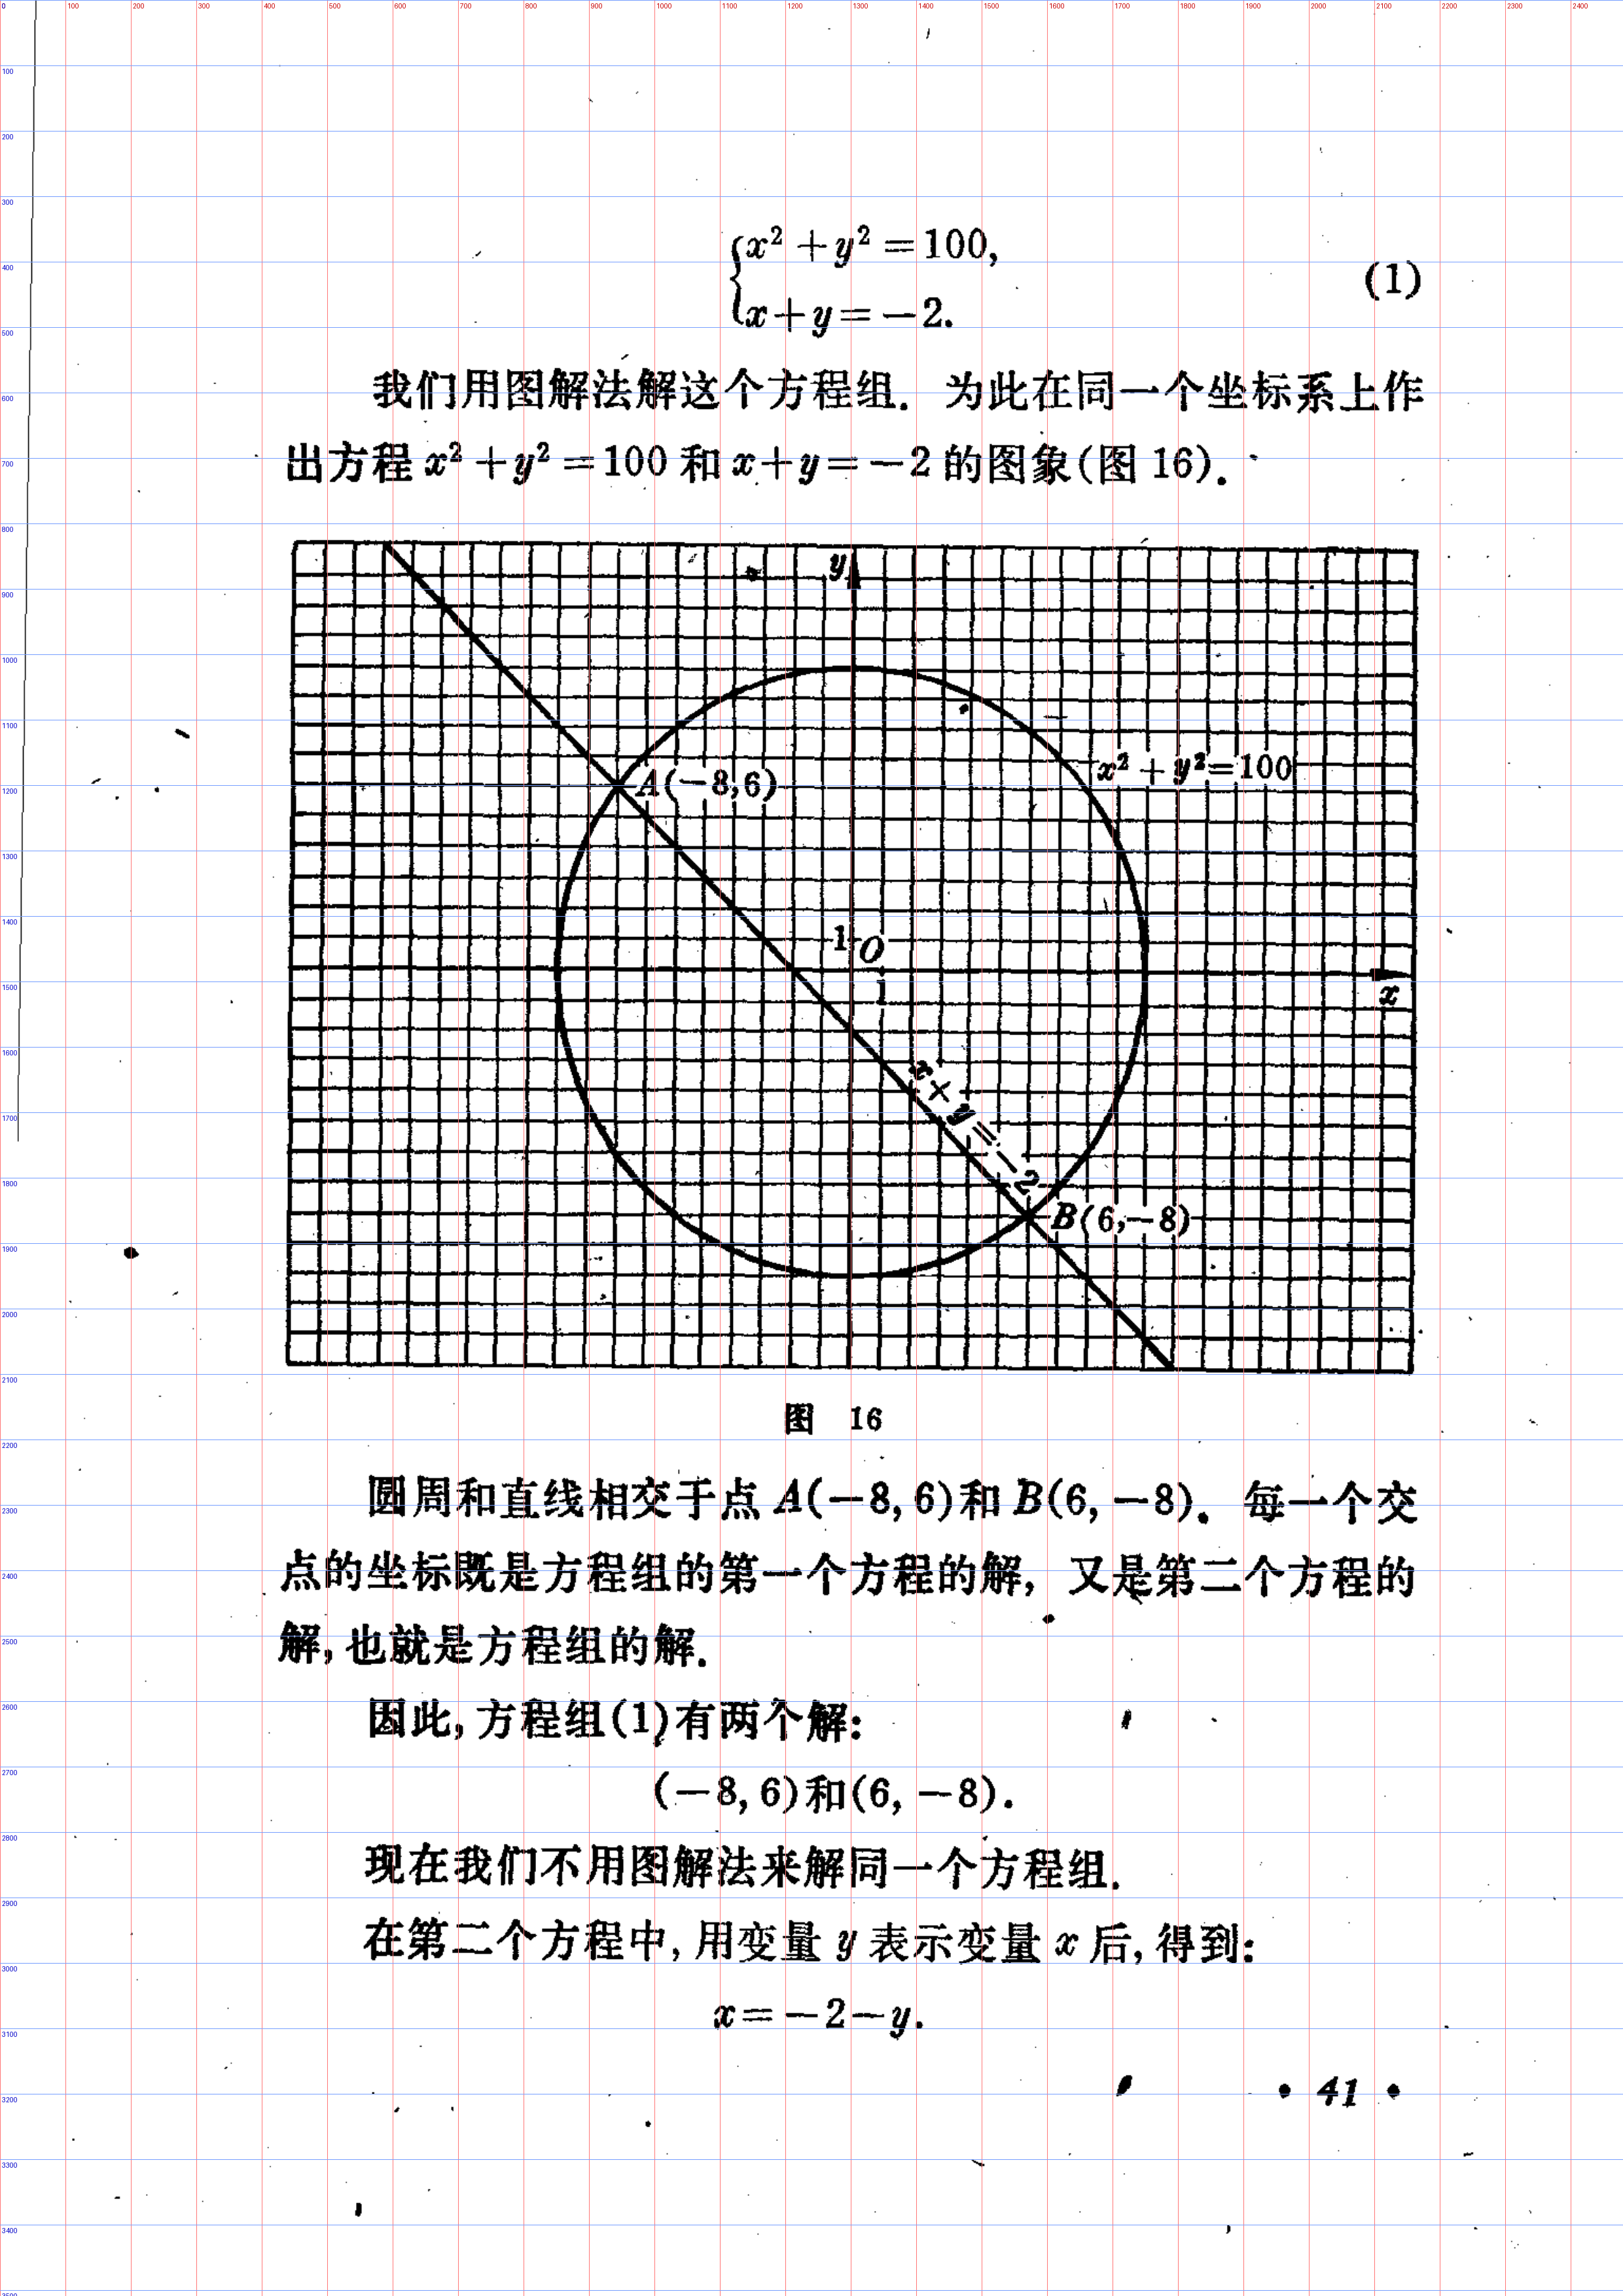 x² + y² = 100,
x + y = −2.
(1)
我们用图解法解这个方程组. 为此在同一个坐标系上作
出方程 x² + y² = 100 和 x + y = −2 的图象(图 16).
y
A(−8,6)
x² + y² = 100
1 O
1
x
x + y = −2
B(6,−8)
图 16
圆周和直线相交于点 A(−8, 6)和 B(6, −8). 每一个交
点的坐标既是方程组的第一个方程的解, 又是第二个方程的
解, 也就是方程组的解.
因此, 方程组(1)有两个解:
(−8, 6)和(6, −8).
现在我们不用图解法来解同一个方程组.
在第二个方程中, 用变量 y 表示变量 x 后, 得到:
x = −2 − y.
• 41 •